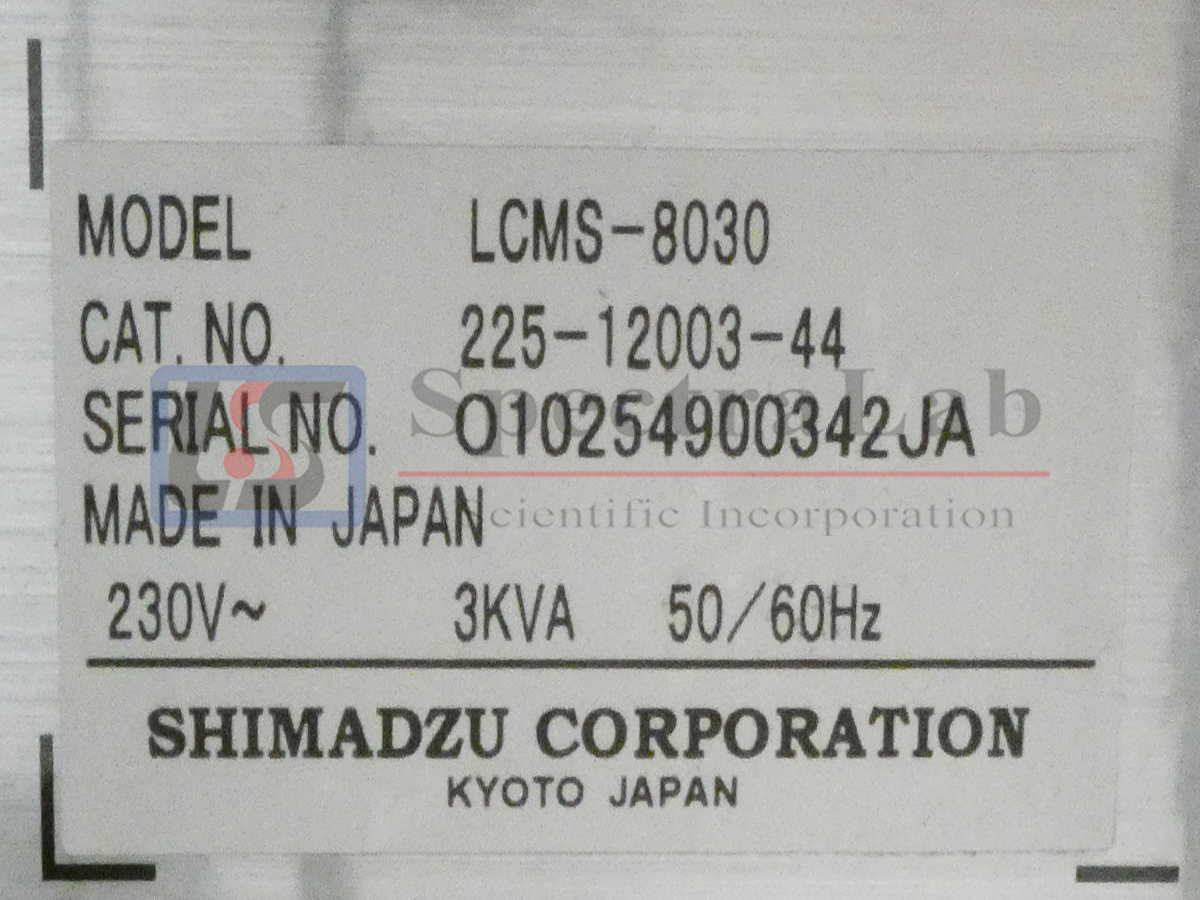 MODEL LCMS-8030
CAT. NO. 225-12003-44
SERIAL NO. O10254900342JA
MADE IN JAPAN
230V~ 3KVA 50/60Hz
SHIMADZU CORPORATION
KYOTO JAPAN
Spectra Lab
Scientific Incorporation